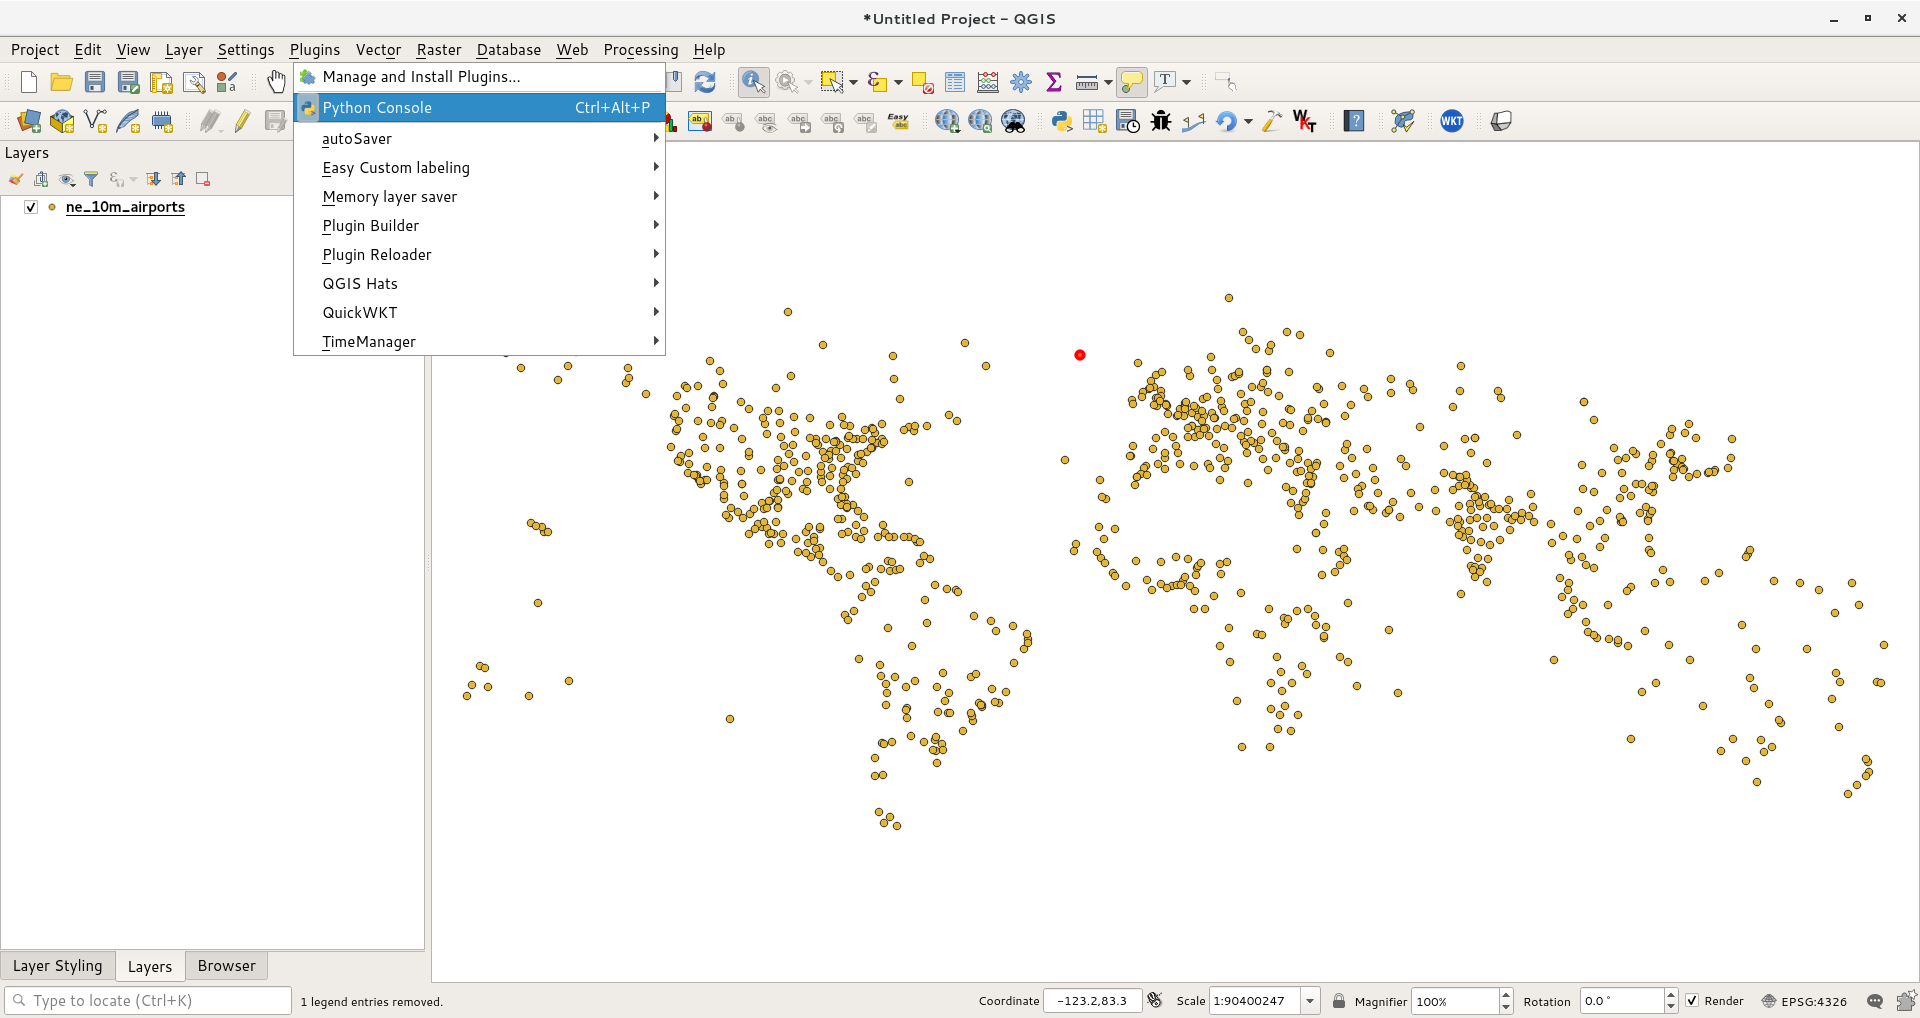 *Untitled Project - QGIS
Project Edit View Layer Settings Plugins Vector Raster Database Web Processing Help
Manage and Install Plugins...
Python Console Ctrl+Alt+P
autoSaver
Easy Custom labeling
Memory layer saver
Plugin Builder
Plugin Reloader
QGIS Hats
QuickWKT
TimeManager
Easy
WKT
Layers
ne_10m_airports
Layer Styling Layers Browser
Type to locate (Ctrl+K) 1 legend entries removed. Coordinate -123.2,83.3 Scale 1:90400247 Magnifier 100% Rotation 0.0 ° Render EPSG:4326